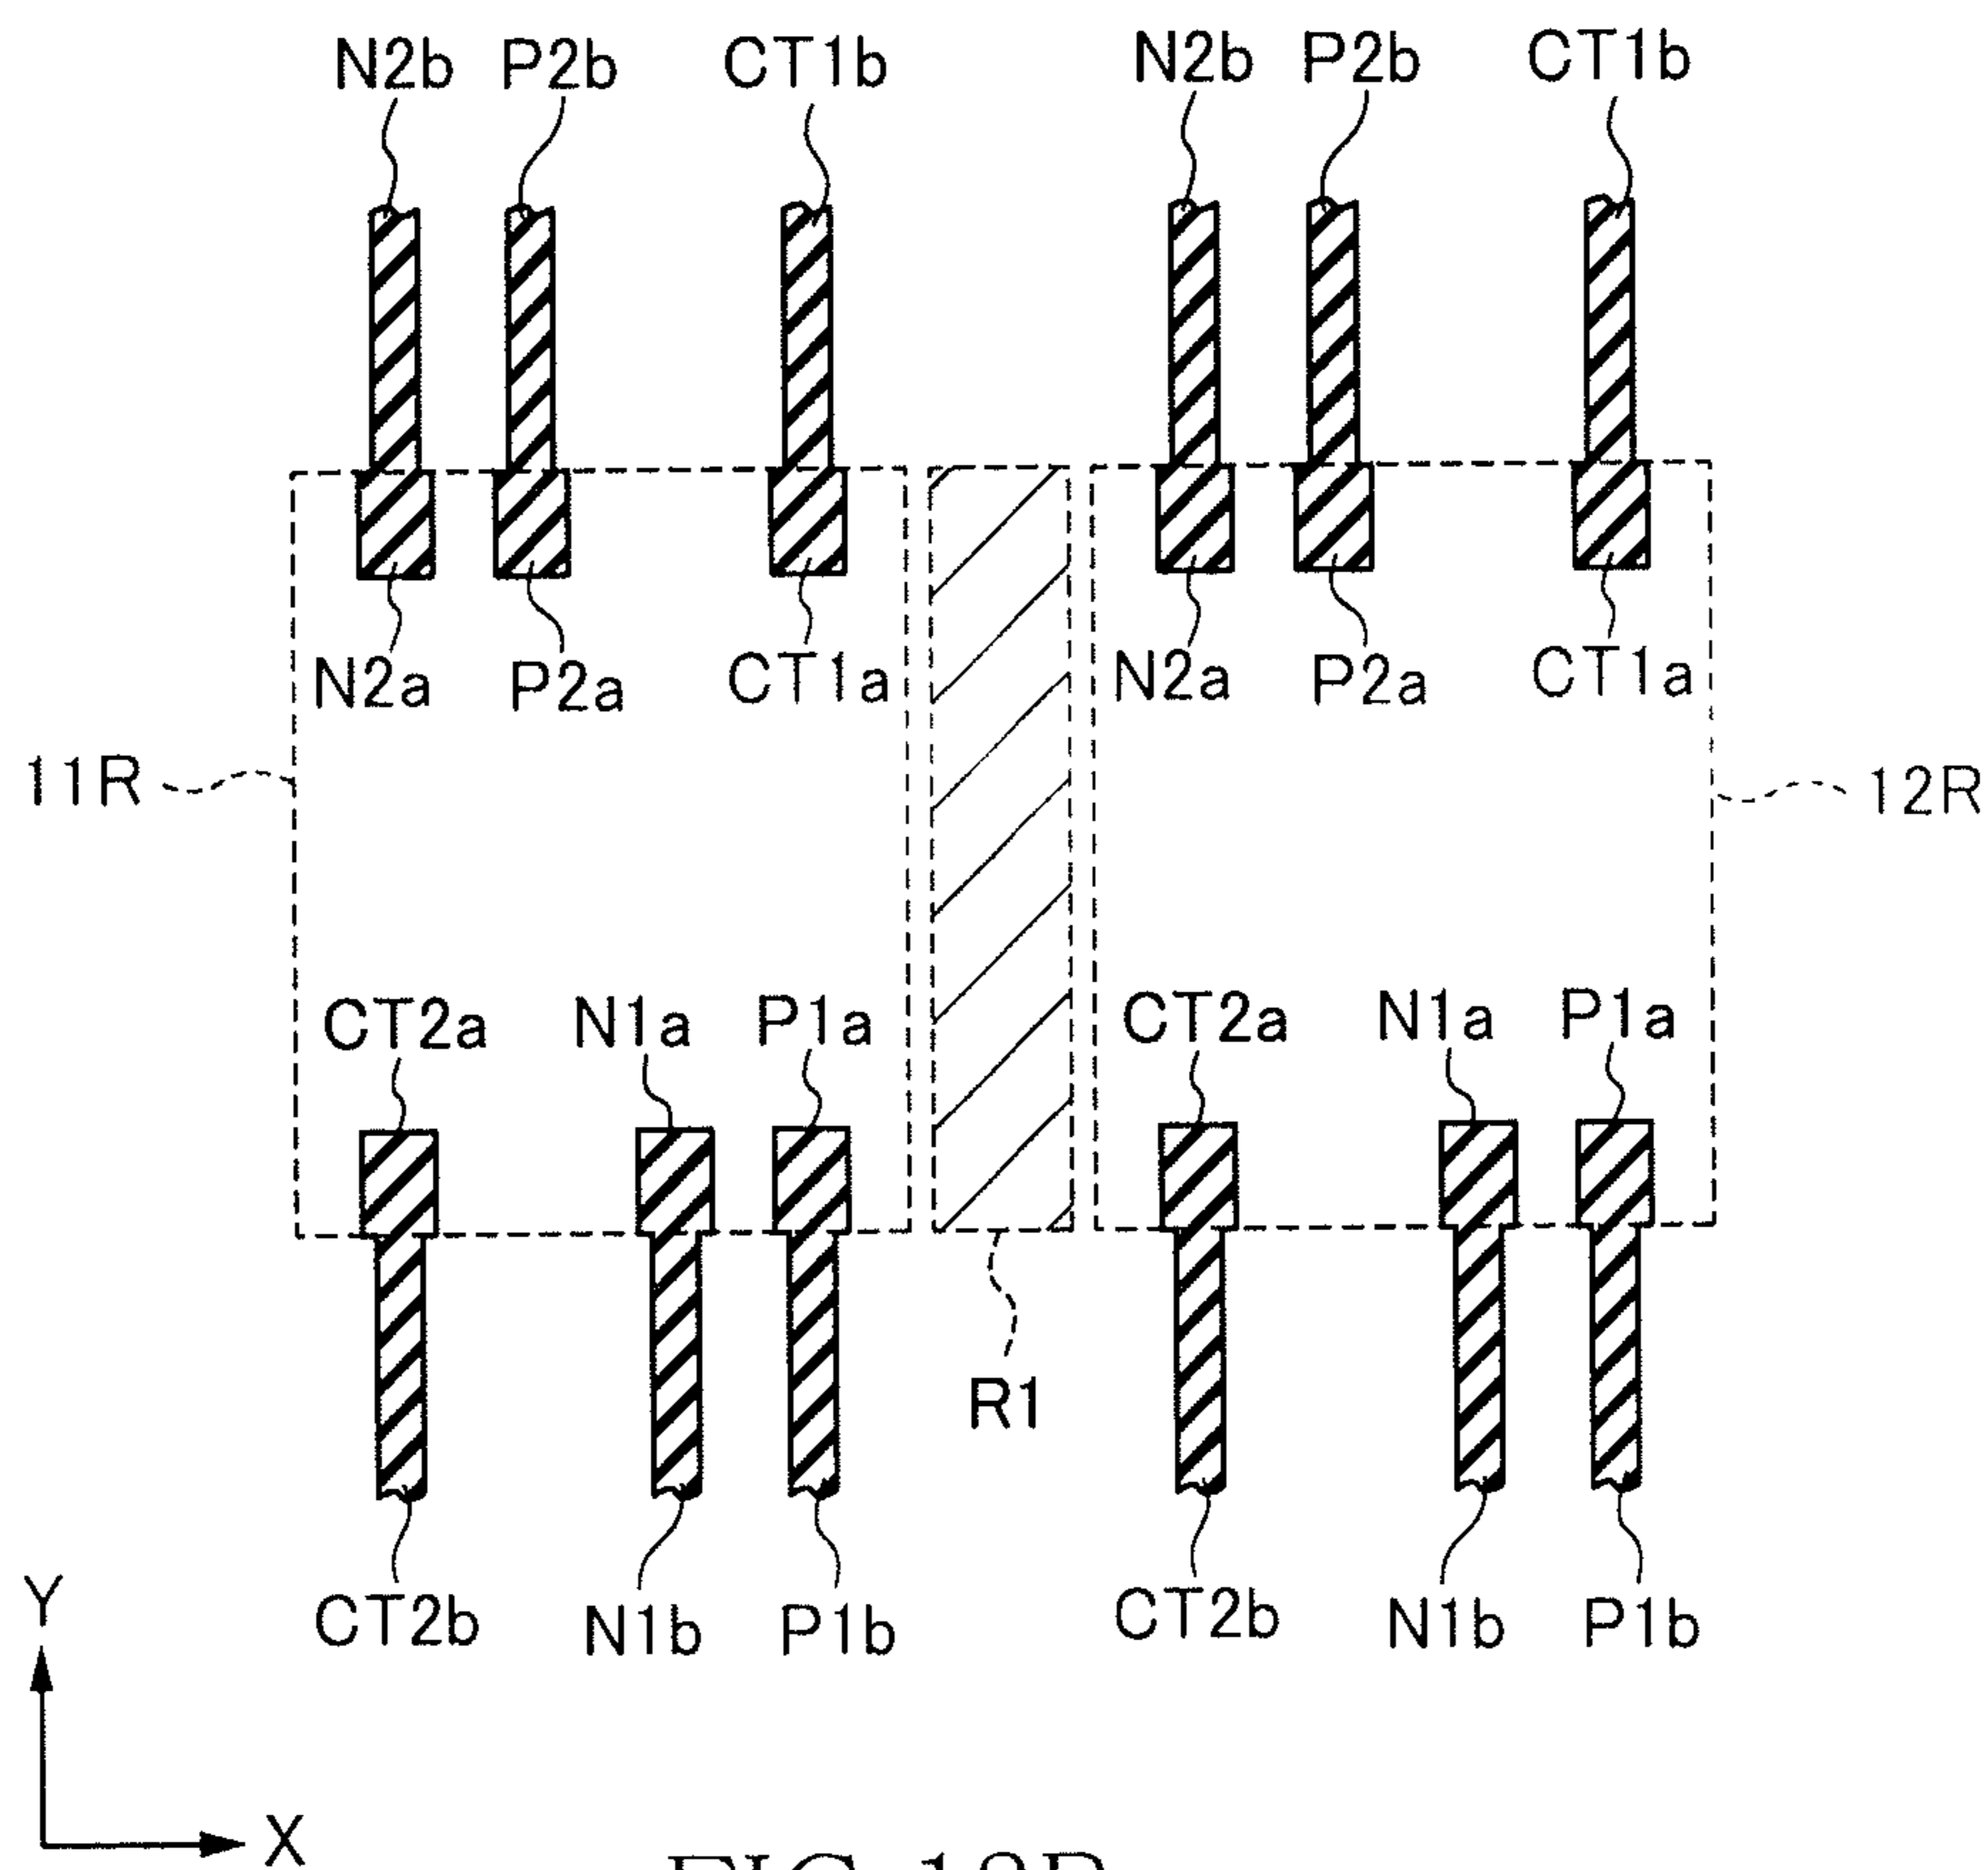 N2b P2b CT1b N2b P2b CT1b
N2a P2a CT1a N2a P2a CT1a
11R 12R
CT2a N1a P1a CT2a N1a P1a
R1
CT2b N1b P1b CT2b N1b P1b
Y
X